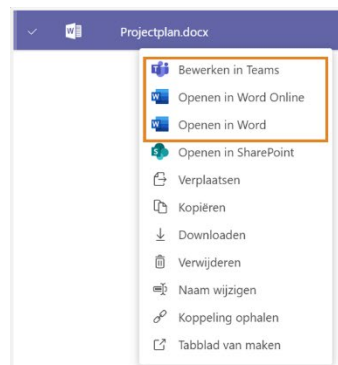 Projectplan.docx
Bewerken in Teams
Openen in Word Online
Openen in Word
Openen in SharePoint
Verplaatsen
Kopiëren
Downloaden
Verwijderen
Naam wijzigen
Koppeling ophalen
Tabblad van maken